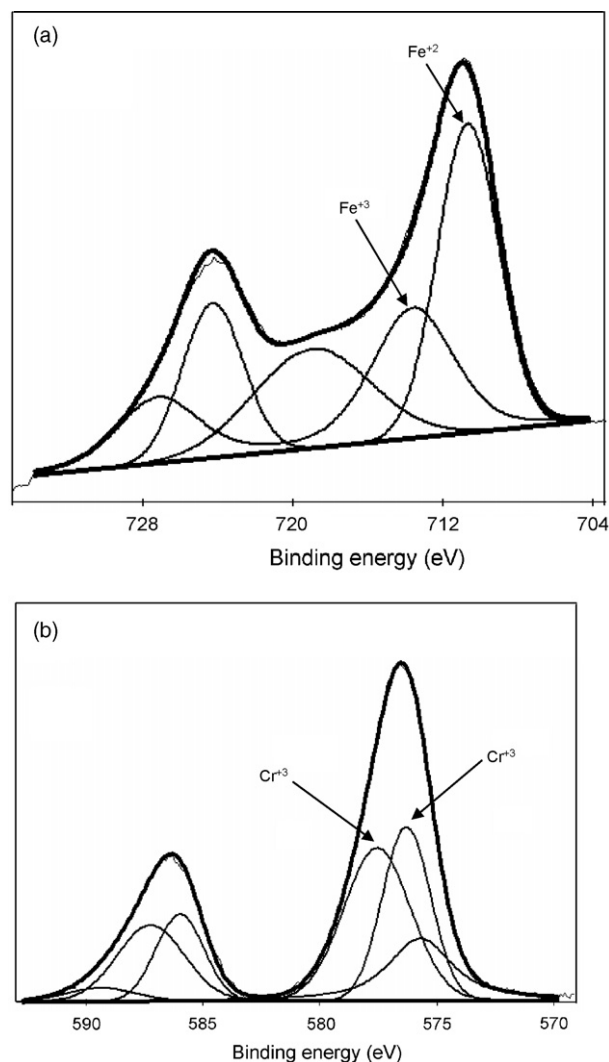 (a)
Fe+2
Fe+3
728 720 712 704
Binding energy (eV)
(b)
Cr+3
Cr+3
590 585 580 575 570
Binding energy (eV)